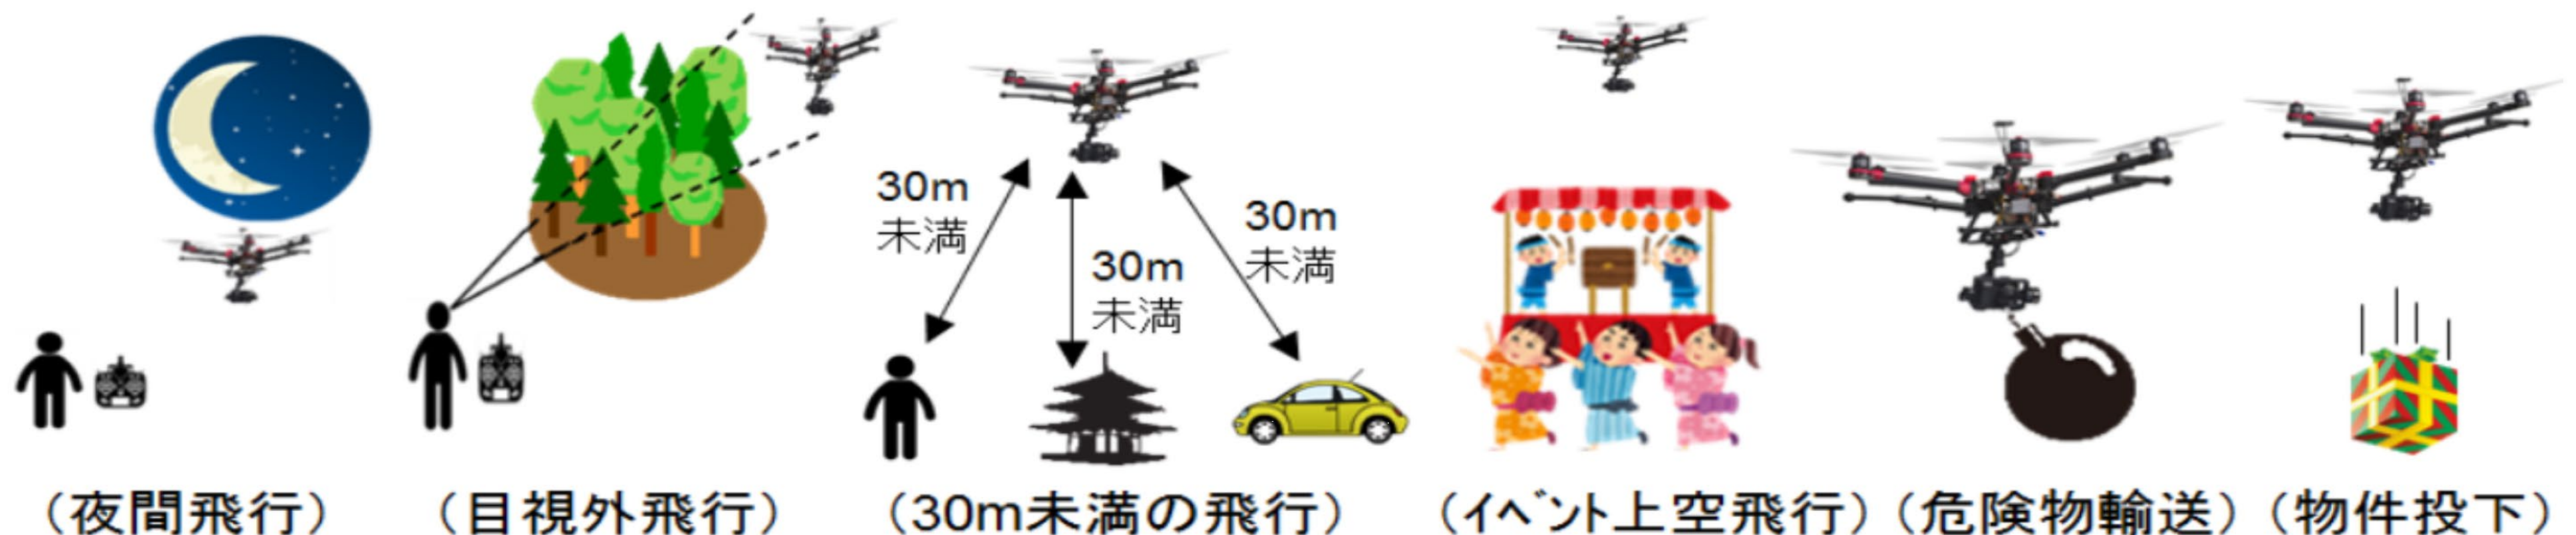 30m
未満
30m
未満
30m
未満
（夜間飛行）
（目視外飛行）
（30m未満の飛行）
（ｲﾍﾞﾝﾄ上空飛行）
（危険物輸送）
（物件投下）